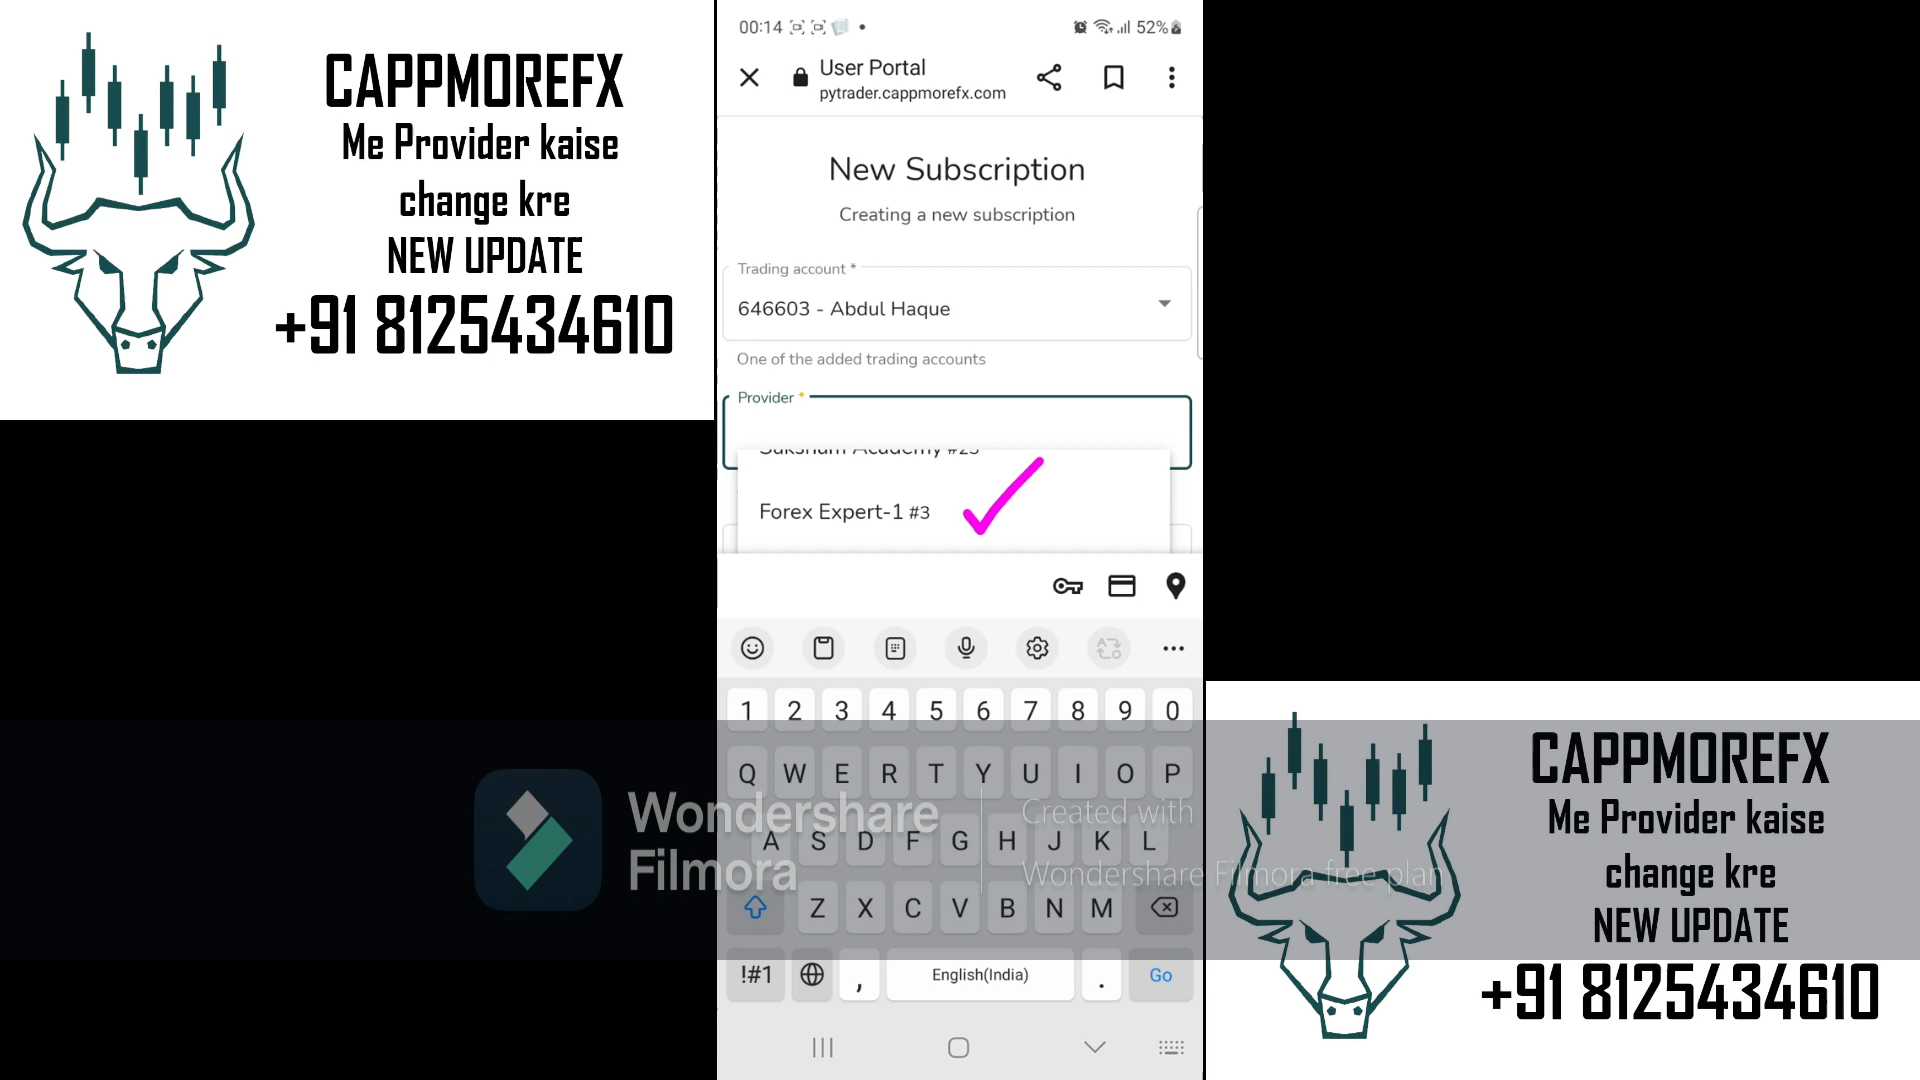 CAPPMOREFX
Me Provider kaise
change kre
NEW UPDATE
+91 8125434610
00:14
52%
User Portal
pytrader.cappmorefx.com
New Subscription
Creating a new subscription
Trading account *
646603 - Abdul Haque
One of the added trading accounts
Provider *
Saksham Academy #23
Forex Expert-1 #3
1 2 3 4 5 6 7 8 9 0
Q W E R T Y U I O P
A S D F G H J K L
Z X C V B N M
!#1 , English(India) . Go
Wondershare
Filmora
Created with
Wondershare Filmora free plan
CAPPMOREFX
Me Provider kaise
change kre
NEW UPDATE
+91 8125434610